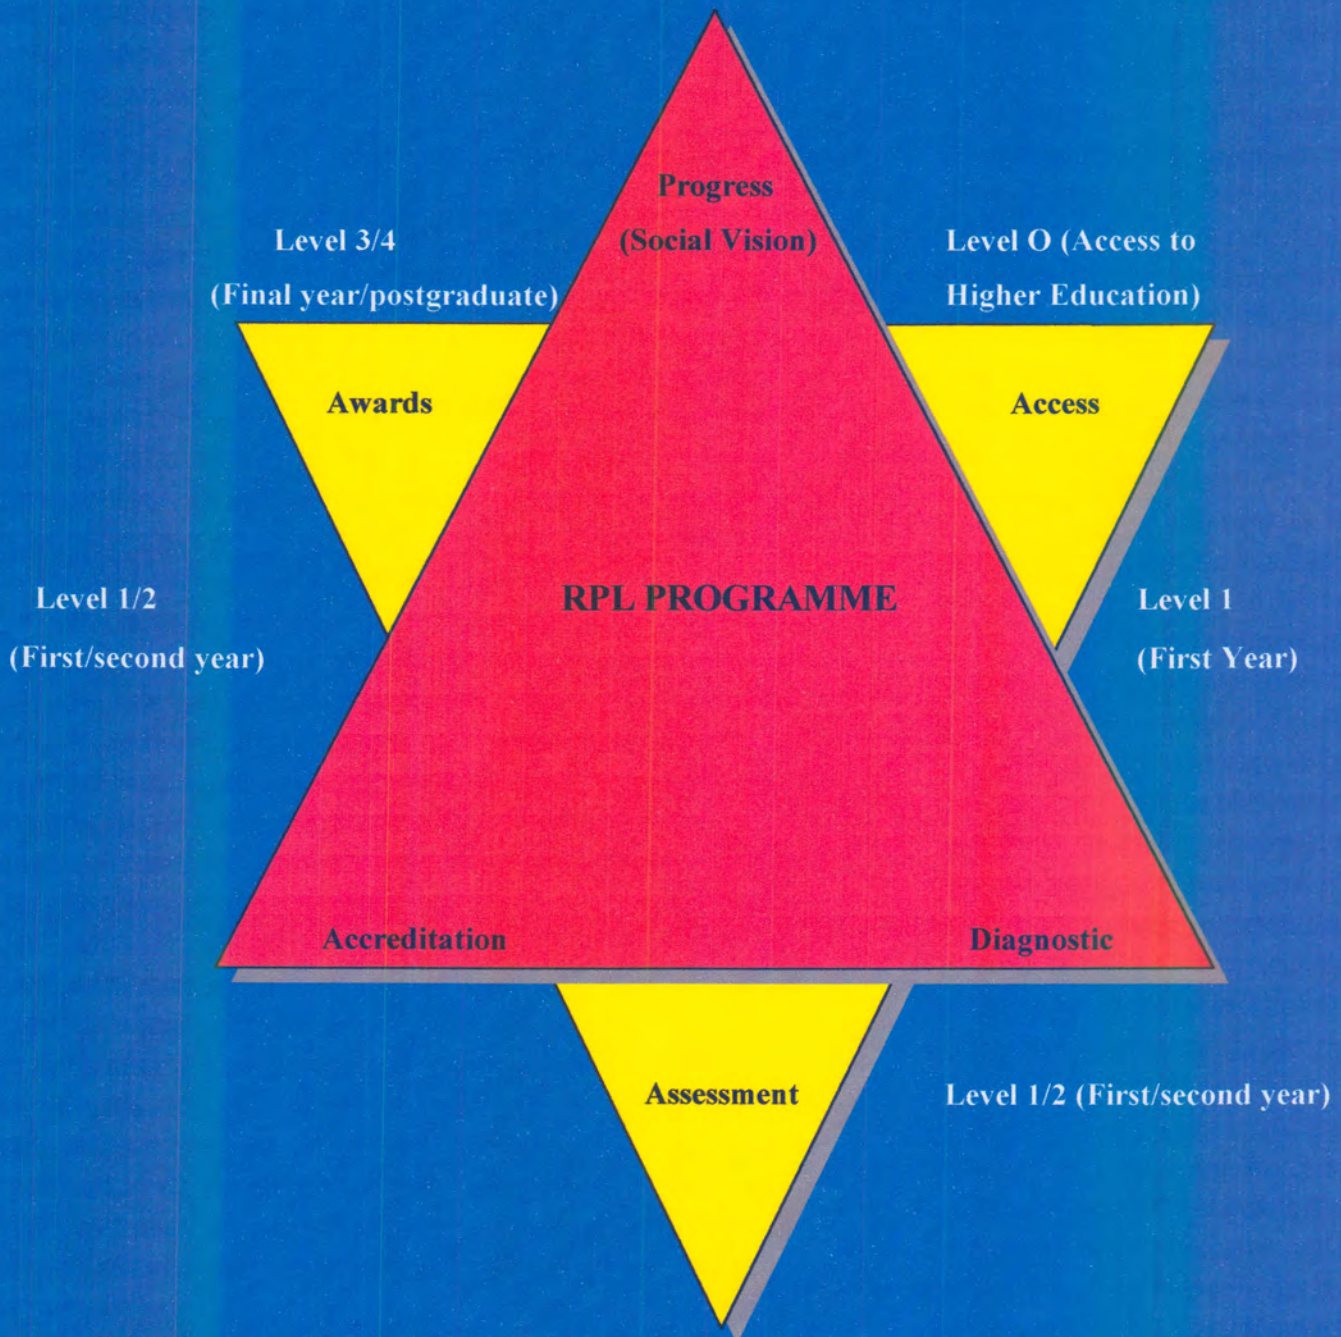 Progress
(Social Vision)
Level 3/4
(Final year/postgraduate)
Level O (Access to
Higher Education)
Awards
Access
RPL PROGRAMME
Level 1/2
(First/second year)
Level 1
(First Year)
Accreditation
Diagnostic
Assessment
Level 1/2 (First/second year)